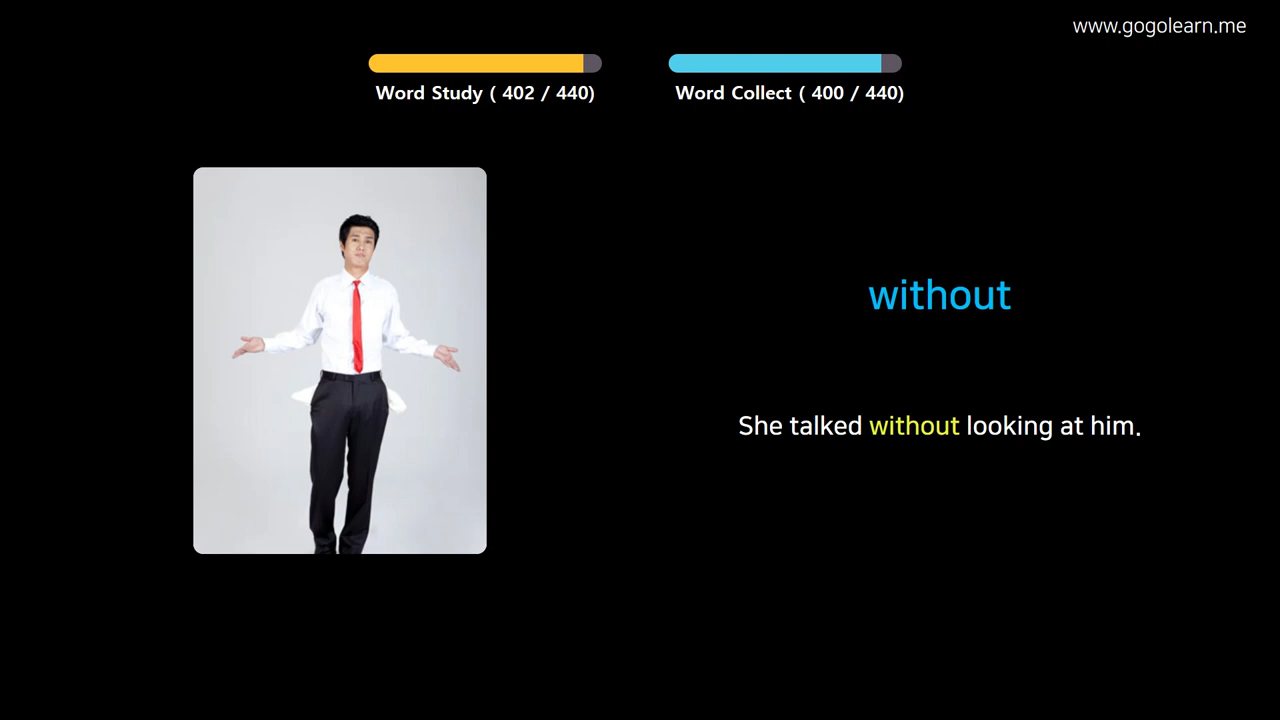 www.gogolearn.me
Word Study ( 402 / 440)
Word Collect ( 400 / 440)
without
She talked without looking at him.